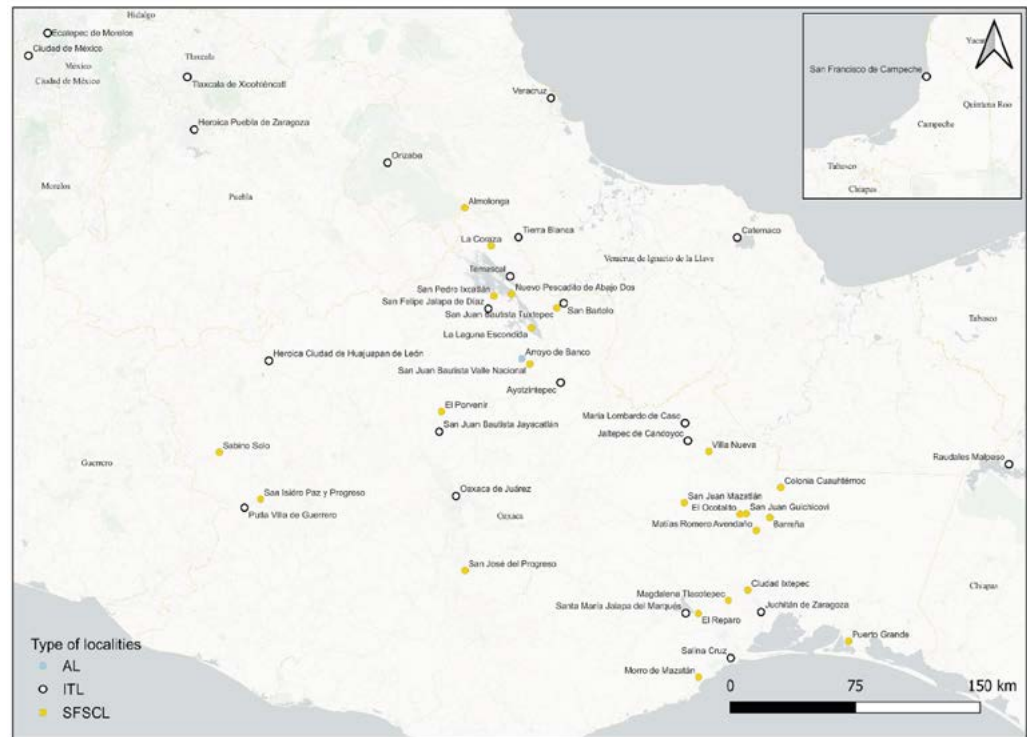 Hidalgo
Ecatepec de Morelos
Ciudad de México
México
Ciudad de México
Tlaxcala
Tlaxcala de Xicohténcatl
Heroica Puebla de Zaragoza
Veracruz
Orizaba
Morelos
Puebla
Almolonga
La Coraza
Tierra Blanca
Catemaco
Veracruz de Ignacio de la Llave
Temascal
San Pedro Ixcatlán
Nuevo Pescadito de Abajo Dos
San Felipe Jalapa de Díaz
San Juan Bautista Tuxtepec
San Bartolo
La Laguna Escondida
Tabasco
Heroica Ciudad de Huajuapan de León
Arroyo de Banco
San Juan Bautista Valle Nacional
Ayotzintepec
El Porvenir
San Juan Bautista Jayacatlán
María Lombardo de Caso
Jaltepec de Candoyoc
Villa Nueva
Sabino Solo
Guerrero
Raudales Malpaso
Colonia Cuauhtémoc
Oaxaca de Juárez
Oaxaca
San Juan Mazatlán
El Ocotalito
San Juan Guichicovi
Matías Romero Avendaño
Barreña
Saa Isidro Paz y Progreso
Putla Villa de Guerrero
San José del Progreso
Ciudad Ixtepec
Magdalena Tlacotepec
Santa María Jalapa del Marqués
El Reparo
Juchitán de Zaragoza
Chiapas
Puerto Grande
Salina Cruz
Morro de Mazatán
Type of localities
AL
ITL
SFSCL
0 75 150 km
San Francisco de Campeche
Yuca
Quintana Roo
Campeche
Tabasco
Chiapas